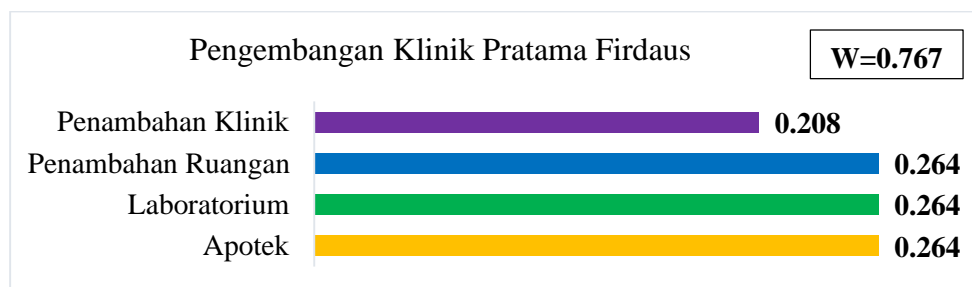 Pengembangan Klinik Pratama Firdaus
W=0.767
Penambahan Klinik 0.208
Penambahan Ruangan 0.264
Laboratorium 0.264
Apotek 0.264